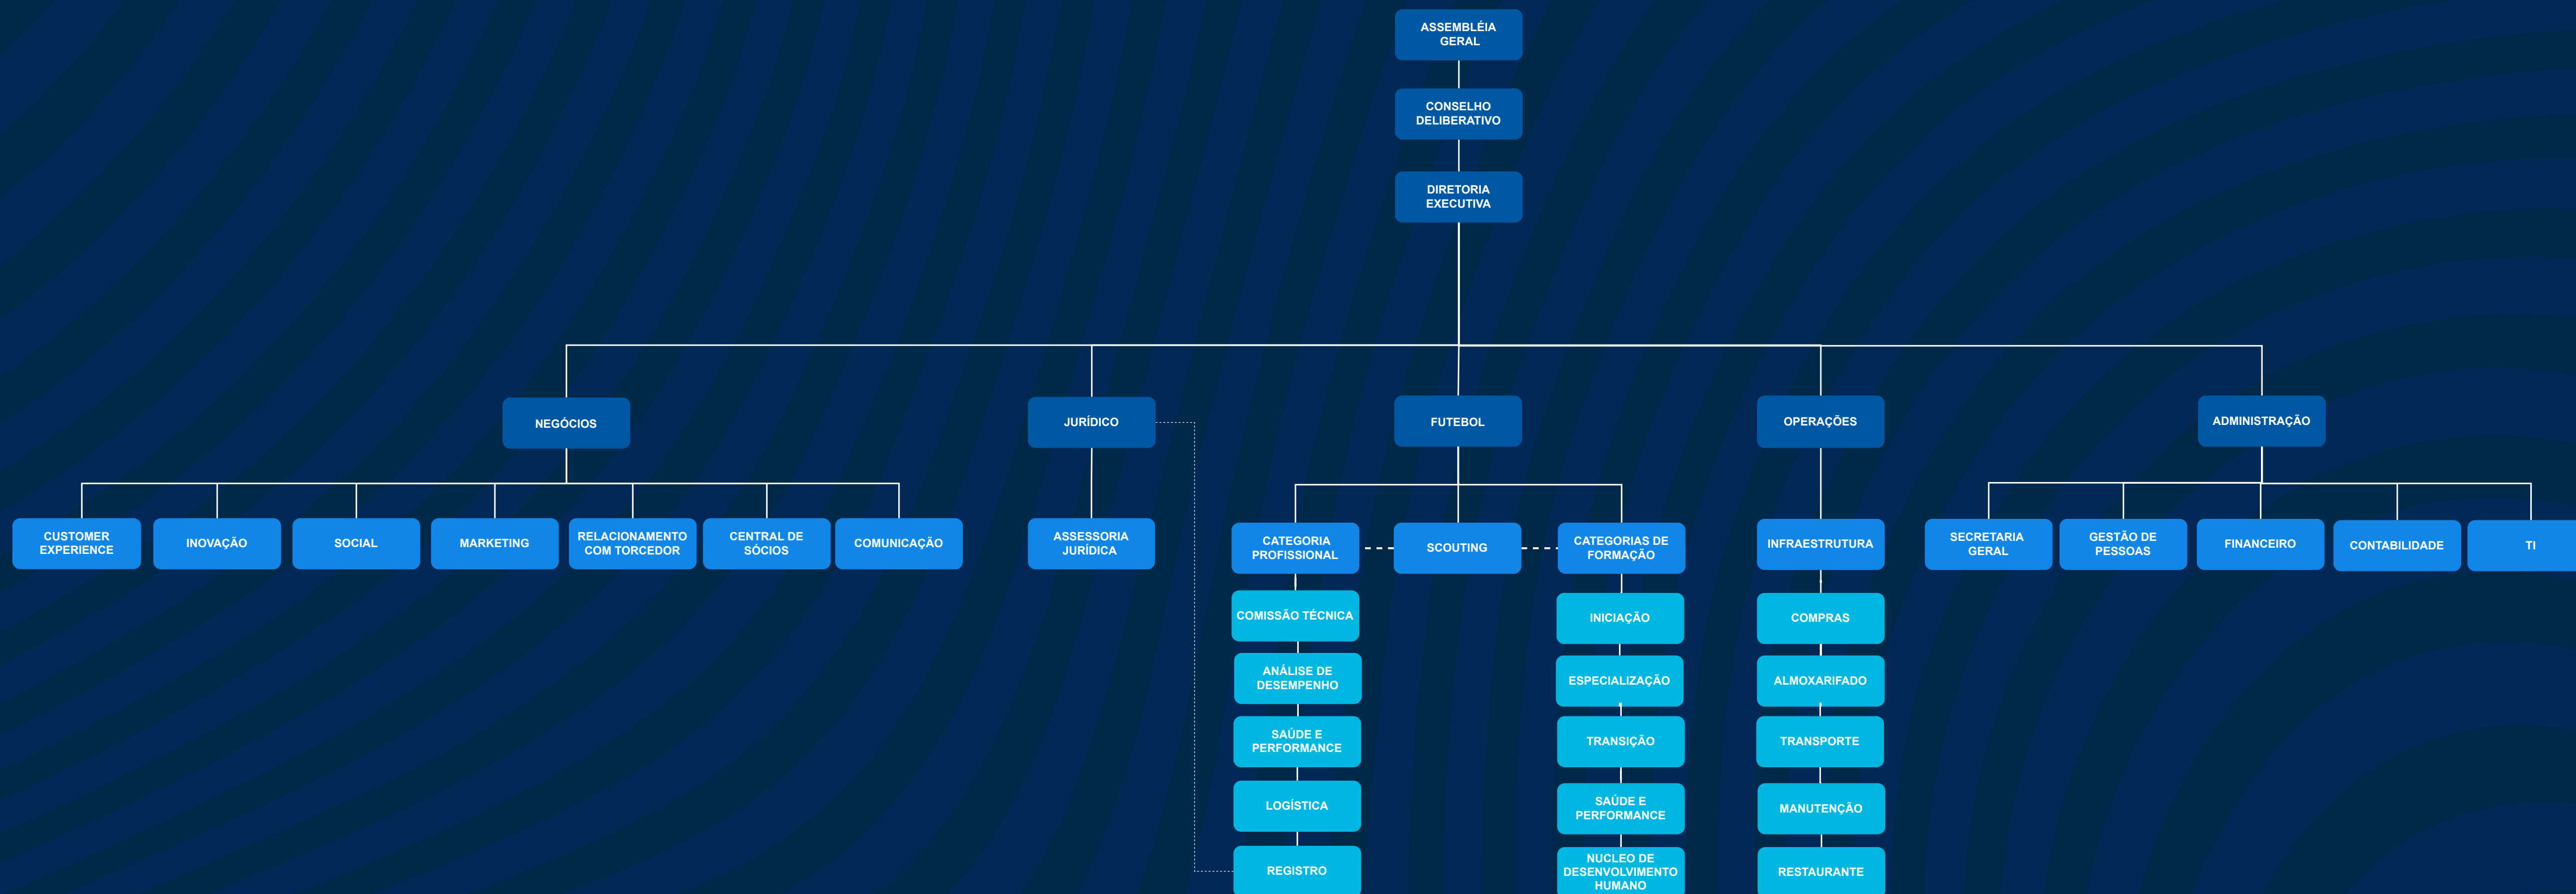 ASSEMBLÉIA
GERAL
CONSELHO
DELIBERATIVO
DIRETORIA
EXECUTIVA
NEGÓCIOS
JURÍDICO
FUTEBOL
OPERAÇÕES
ADMINISTRAÇÃO
CUSTOMER
EXPERIENCE
INOVAÇÃO
SOCIAL
MARKETING
RELACIONAMENTO
COM TORCEDOR
CENTRAL DE
SÓCIOS
COMUNICAÇÃO
ASSESSORIA
JURÍDICA
CATEGORIA
PROFISSIONAL
SCOUTING
CATEGORIAS DE
FORMAÇÃO
INFRAESTRUTURA
SECRETARIA
GERAL
GESTÃO DE
PESSOAS
FINANCEIRO
CONTABILIDADE
TI
COMISSÃO TÉCNICA
ANÁLISE DE
DESEMPENHO
SAÚDE E
PERFORMANCE
LOGÍSTICA
REGISTRO
INICIAÇÃO
ESPECIALIZAÇÃO
TRANSIÇÃO
SAÚDE E
PERFORMANCE
NUCLEO DE
DESENVOLVIMENTO
HUMANO
COMPRAS
ALMOXARIFADO
TRANSPORTE
MANUTENÇÃO
RESTAURANTE